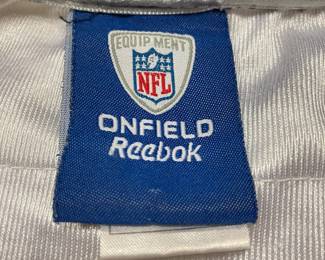 EQUIPMENT
NFL
ONFIELD
Reebok